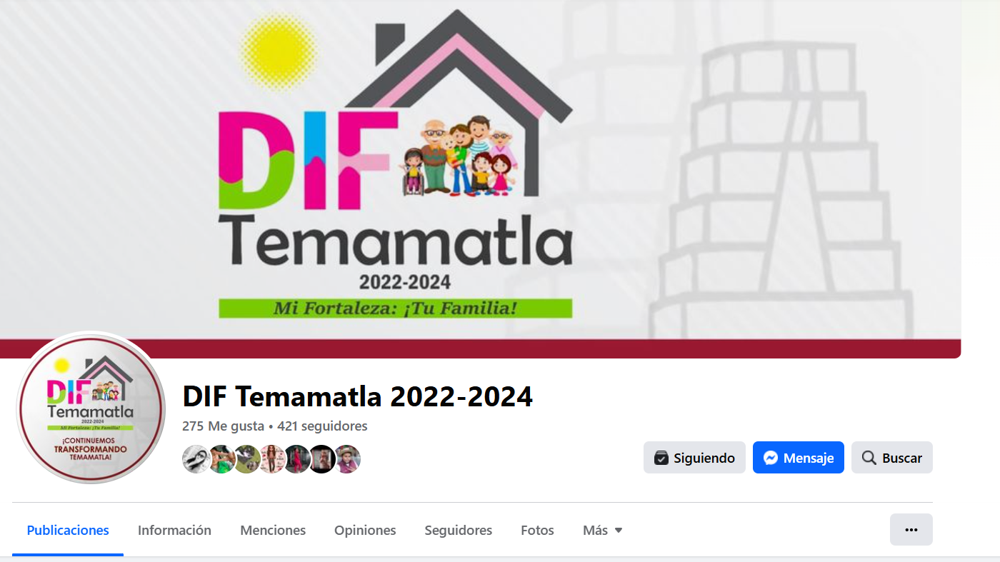 DIF
Temamatla
2022-2024
Mi Fortaleza: ¡Tu Familia!
DIF
Temamatla
2022-2024
Mi Fortaleza: ¡Tu Familia!
¡CONTINUEMOS
TRANSFORMANDO
TEMAMATLA!
DIF Temamatla 2022-2024
275 Me gusta • 421 seguidores
Siguiendo
Mensaje
Buscar
Publicaciones
Información
Menciones
Opiniones
Seguidores
Fotos
Más